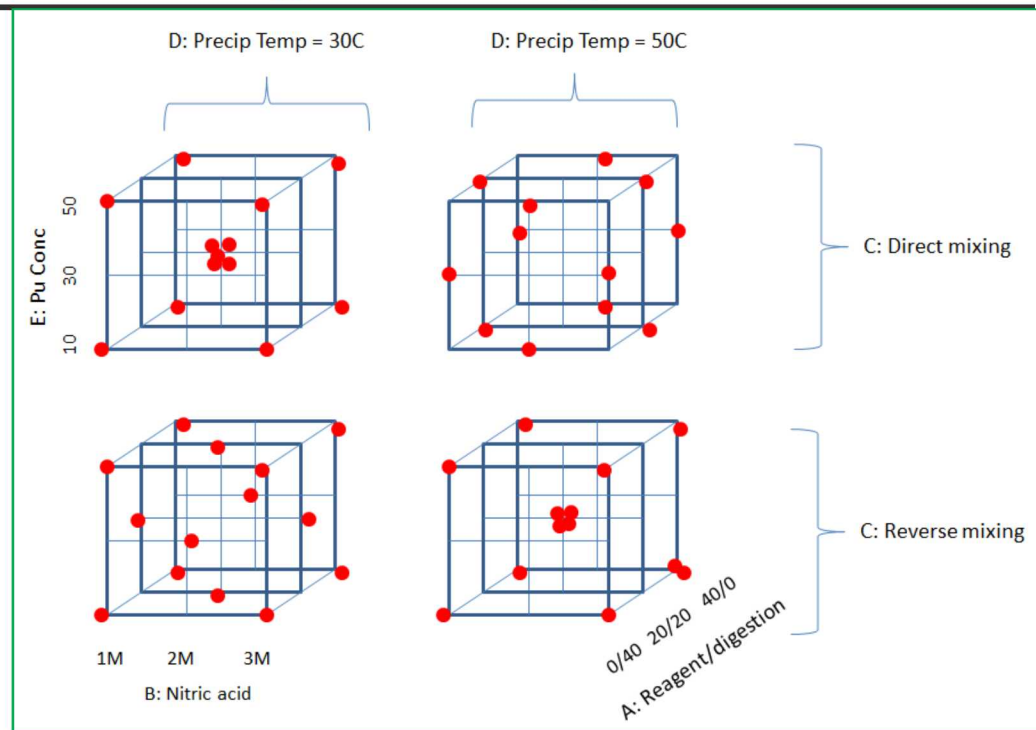 D: Precip Temp = 30C
D: Precip Temp = 50C
E: Pu Conc
50
30
10
C: Direct mixing
C: Reverse mixing
1M 2M 3M
B: Nitric acid
0/40 20/20 40/0
A: Reagent/digestion